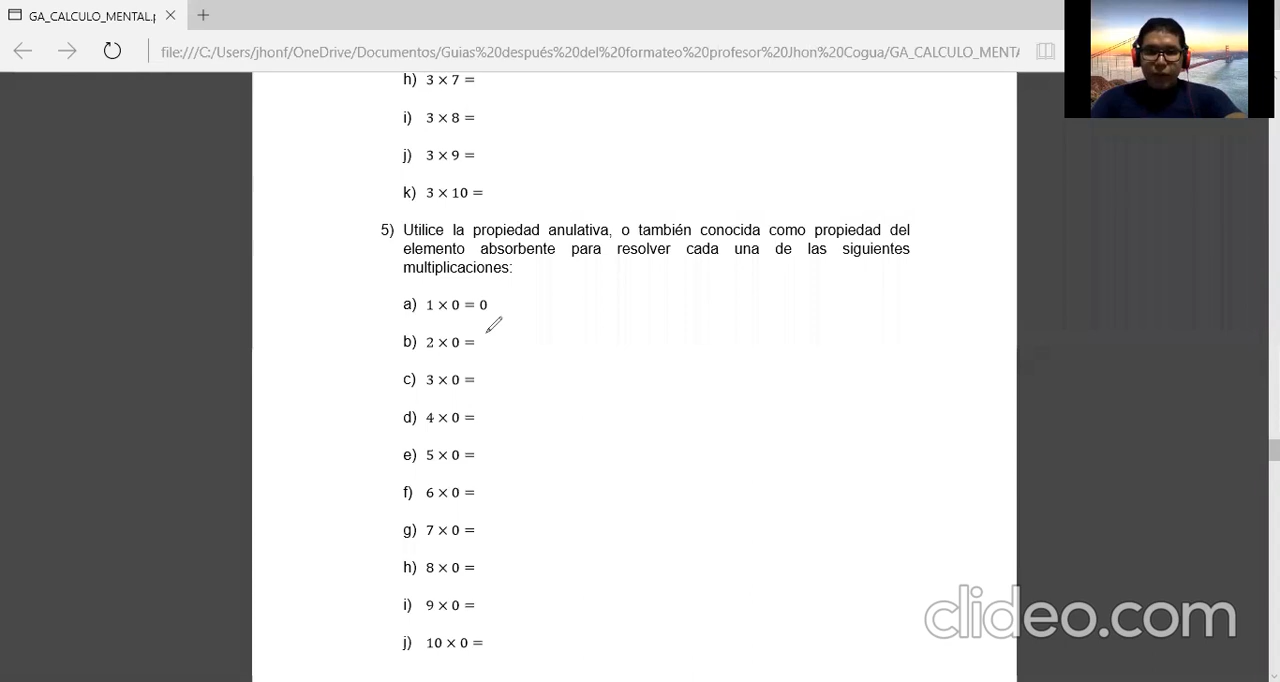 GA_CALCULO_MENTAL.p
file:///C:/Users/jhonf/OneDrive/Documentos/Guias%20después%20del%20formateo%20profesor%20Jhon%20Cogua/GA_CALCULO_MENTA
h) 3 × 7 =
i) 3 × 8 =
j) 3 × 9 =
k) 3 × 10 =
5) Utilice la propiedad anulativa, o también conocida como propiedad del
elemento absorbente para resolver cada una de las siguientes
multiplicaciones:
a) 1 × 0 = 0
b) 2 × 0 =
c) 3 × 0 =
d) 4 × 0 =
e) 5 × 0 =
f) 6 × 0 =
g) 7 × 0 =
h) 8 × 0 =
i) 9 × 0 =
j) 10 × 0 =
clideo.com